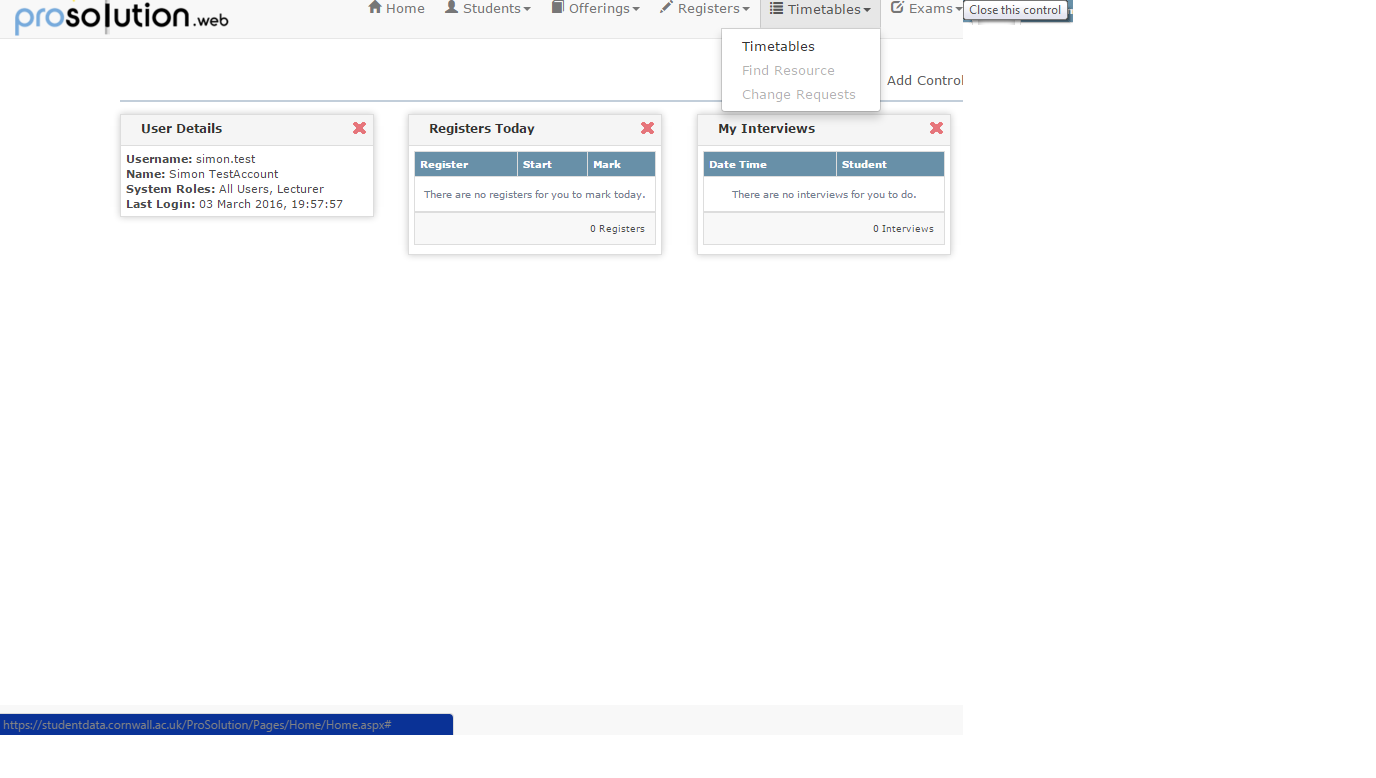 prosolution.web
Home Students Offerings Registers Timetables Exams
Close this control
Timetables
Find Resource
Change Requests
Add Control
User Details
Username: simon.test
Name: Simon TestAccount
System Roles: All Users, Lecturer
Last Login: 03 March 2016, 19:57:57
Registers Today
Register Start Mark
There are no registers for you to mark today.
0 Registers
My Interviews
Date Time Student
There are no interviews for you to do.
0 Interviews
https://studentdata.cornwall.ac.uk/ProSolution/Pages/Home/Home.aspx#